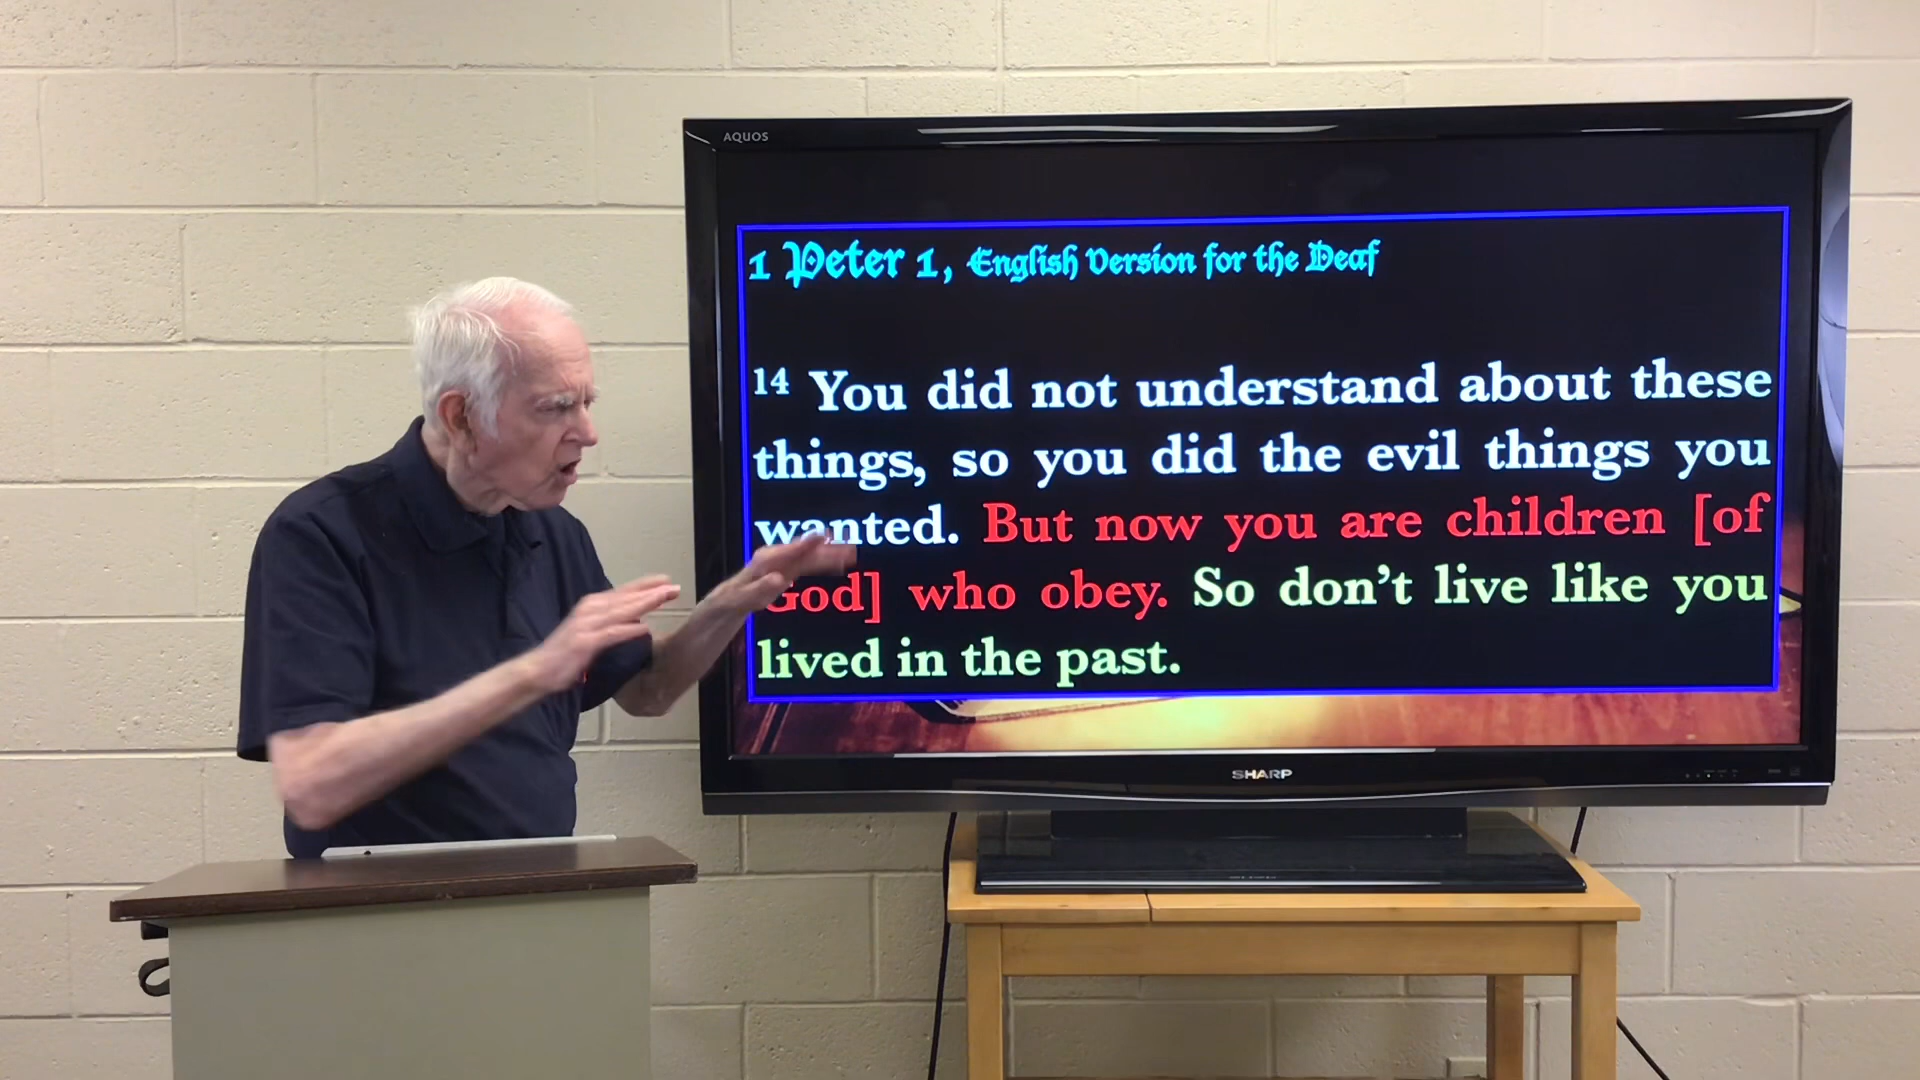 AQUOS
1 Peter 1, English Version for the Deaf
14 You did not understand about these
things, so you did the evil things you
wanted. But now you are children [of
God] who obey. So don't live like you
lived in the past.
SHARP